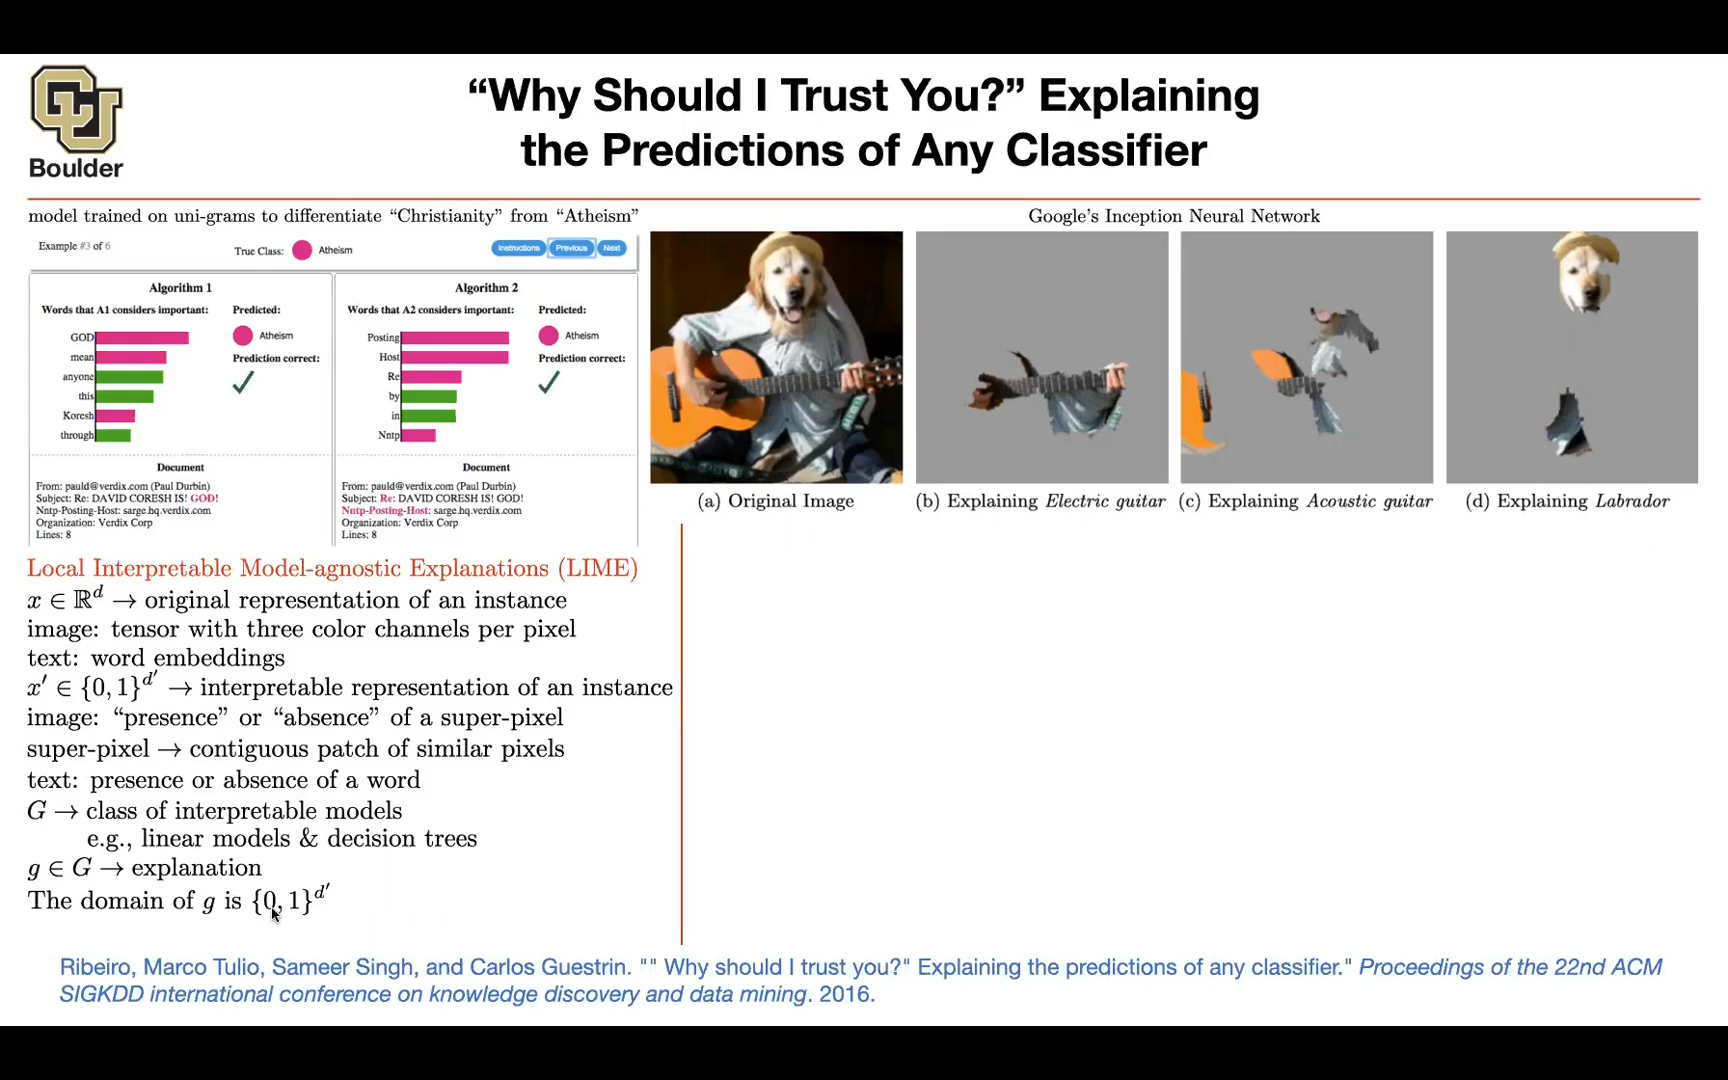 Boulder
“Why Should I Trust You?” Explaining
the Predictions of Any Classifier
model trained on uni-grams to differentiate “Christianity” from “Atheism”
Example #3 of 6
True Class:
Atheism
Instructions
Previous
Next
Algorithm 1
Words that A1 considers important:
Predicted:
GOD
mean
anyone
this
Koresh
through
Atheism
Prediction correct:
Document
From: pauld@verdix.com (Paul Durbin)
Subject: Re: DAVID CORESH IS! GOD!
Nntp-Posting-Host: sarge.hq.verdix.com
Organization: Verdix Corp
Lines: 8
Algorithm 2
Words that A2 considers important:
Predicted:
Posting
Host
Re
by
in
Nntp
Atheism
Prediction correct:
Document
From: pauld@verdix.com (Paul Durbin)
Subject: Re: DAVID CORESH IS! GOD!
Nntp-Posting-Host: sarge.hq.verdix.com
Organization: Verdix Corp
Lines: 8
Google’s Inception Neural Network
(a) Original Image
(b) Explaining Electric guitar
(c) Explaining Acoustic guitar
(d) Explaining Labrador
Local Interpretable Model-agnostic Explanations (LIME)
x ∈ ℝ^d → original representation of an instance
image: tensor with three color channels per pixel
text: word embeddings
x′ ∈ {0, 1}^d′ → interpretable representation of an instance
image: “presence” or “absence” of a super-pixel
super-pixel → contiguous patch of similar pixels
text: presence or absence of a word
G → class of interpretable models
e.g., linear models & decision trees
g ∈ G → explanation
The domain of g is {0, 1}^d′
Ribeiro, Marco Tulio, Sameer Singh, and Carlos Guestrin. "" Why should I trust you?" Explaining the predictions of any classifier." Proceedings of the 22nd ACM
SIGKDD international conference on knowledge discovery and data mining. 2016.